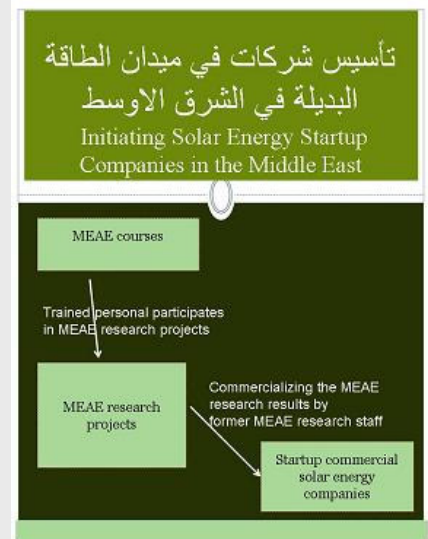 تأسيس شركات في ميدان الطاقة
البديلة في الشرق الاوسط
Initiating Solar Energy Startup
Companies in the Middle East
MEAE courses
Trained personal participates
in MEAE research projects
MEAE research
projects
Commercializing the MEAE
research results by
former MEAE research staff
Startup commercial
solar energy
companies